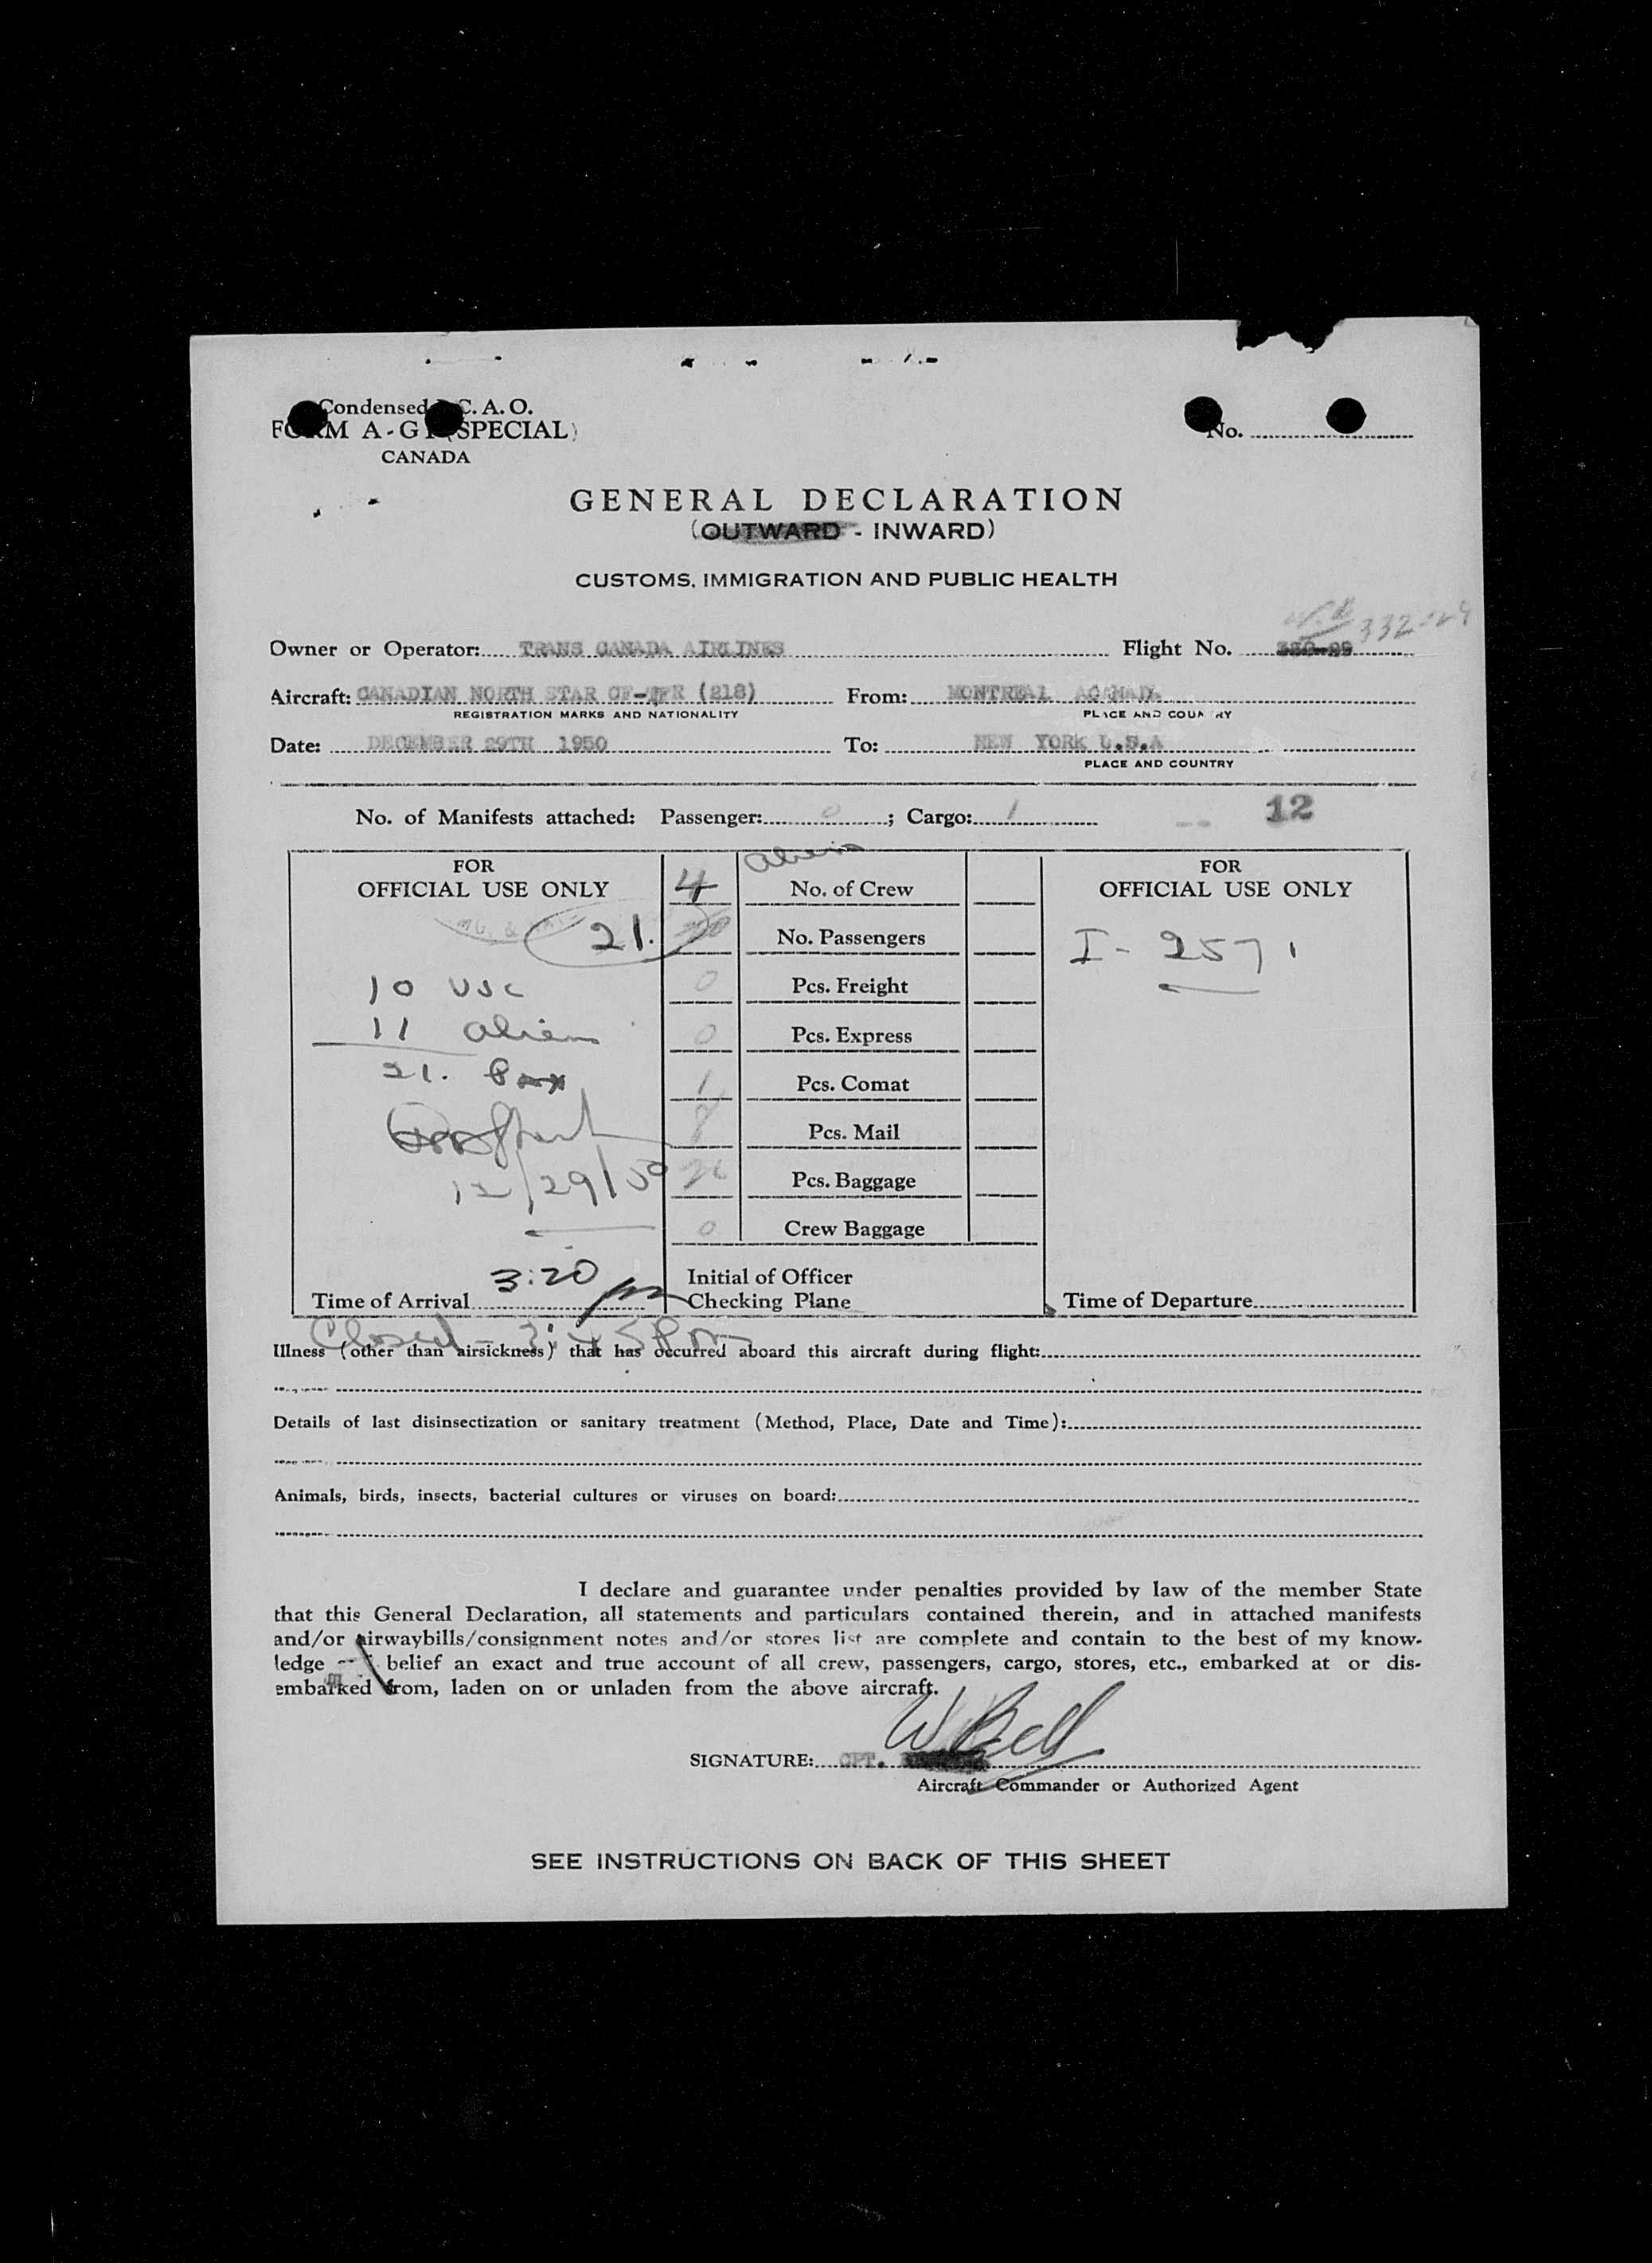 Condensed C. A. O.
FORM A-G1 (SPECIAL)
CANADA
No.
GENERAL DECLARATION
(OUTWARD - INWARD)
CUSTOMS, IMMIGRATION AND PUBLIC HEALTH
332-29
Owner or Operator: TRANS CANADA AIRLINES Flight No.
Aircraft: CANADIAN NORTH STAR CF-TFR (218) From: MONTREAL
REGISTRATION MARKS AND NATIONALITY PLACE AND COUNTRY
Date: DECEMBER 29TH 1950 To: NEW YORK U.S.A
PLACE AND COUNTRY
No. of Manifests attached: Passenger: 0 ; Cargo: 1 12
FOR
OFFICIAL USE ONLY
alien
4 No. of Crew
FOR
OFFICIAL USE ONLY
21. No. Passengers
I-2571
10 USC
0 Pcs. Freight
11 alien
0 Pcs. Express
21. Pax
1 Pcs. Comat
Pcs. Mail
12/29/50
26 Pcs. Baggage
0 Crew Baggage
3:20 pm
Time of Arrival
Initial of Officer
Checking Plane
Time of Departure
Closed - 3:45 PM
Illness (other than airsickness) that has occurred aboard this aircraft during flight:
Details of last disinsectization or sanitary treatment (Method, Place, Date and Time):
Animals, birds, insects, bacterial cultures or viruses on board:
I declare and guarantee under penalties provided by law of the member State
that this General Declaration, all statements and particulars contained therein, and in attached manifests
and/or airwaybills/consignment notes and/or stores list are complete and contain to the best of my know-
ledge belief an exact and true account of all crew, passengers, cargo, stores, etc., embarked at or dis-
embarked from, laden on or unladen from the above aircraft.
W Bell
SIGNATURE: CPT.
Aircraft Commander or Authorized Agent
SEE INSTRUCTIONS ON BACK OF THIS SHEET